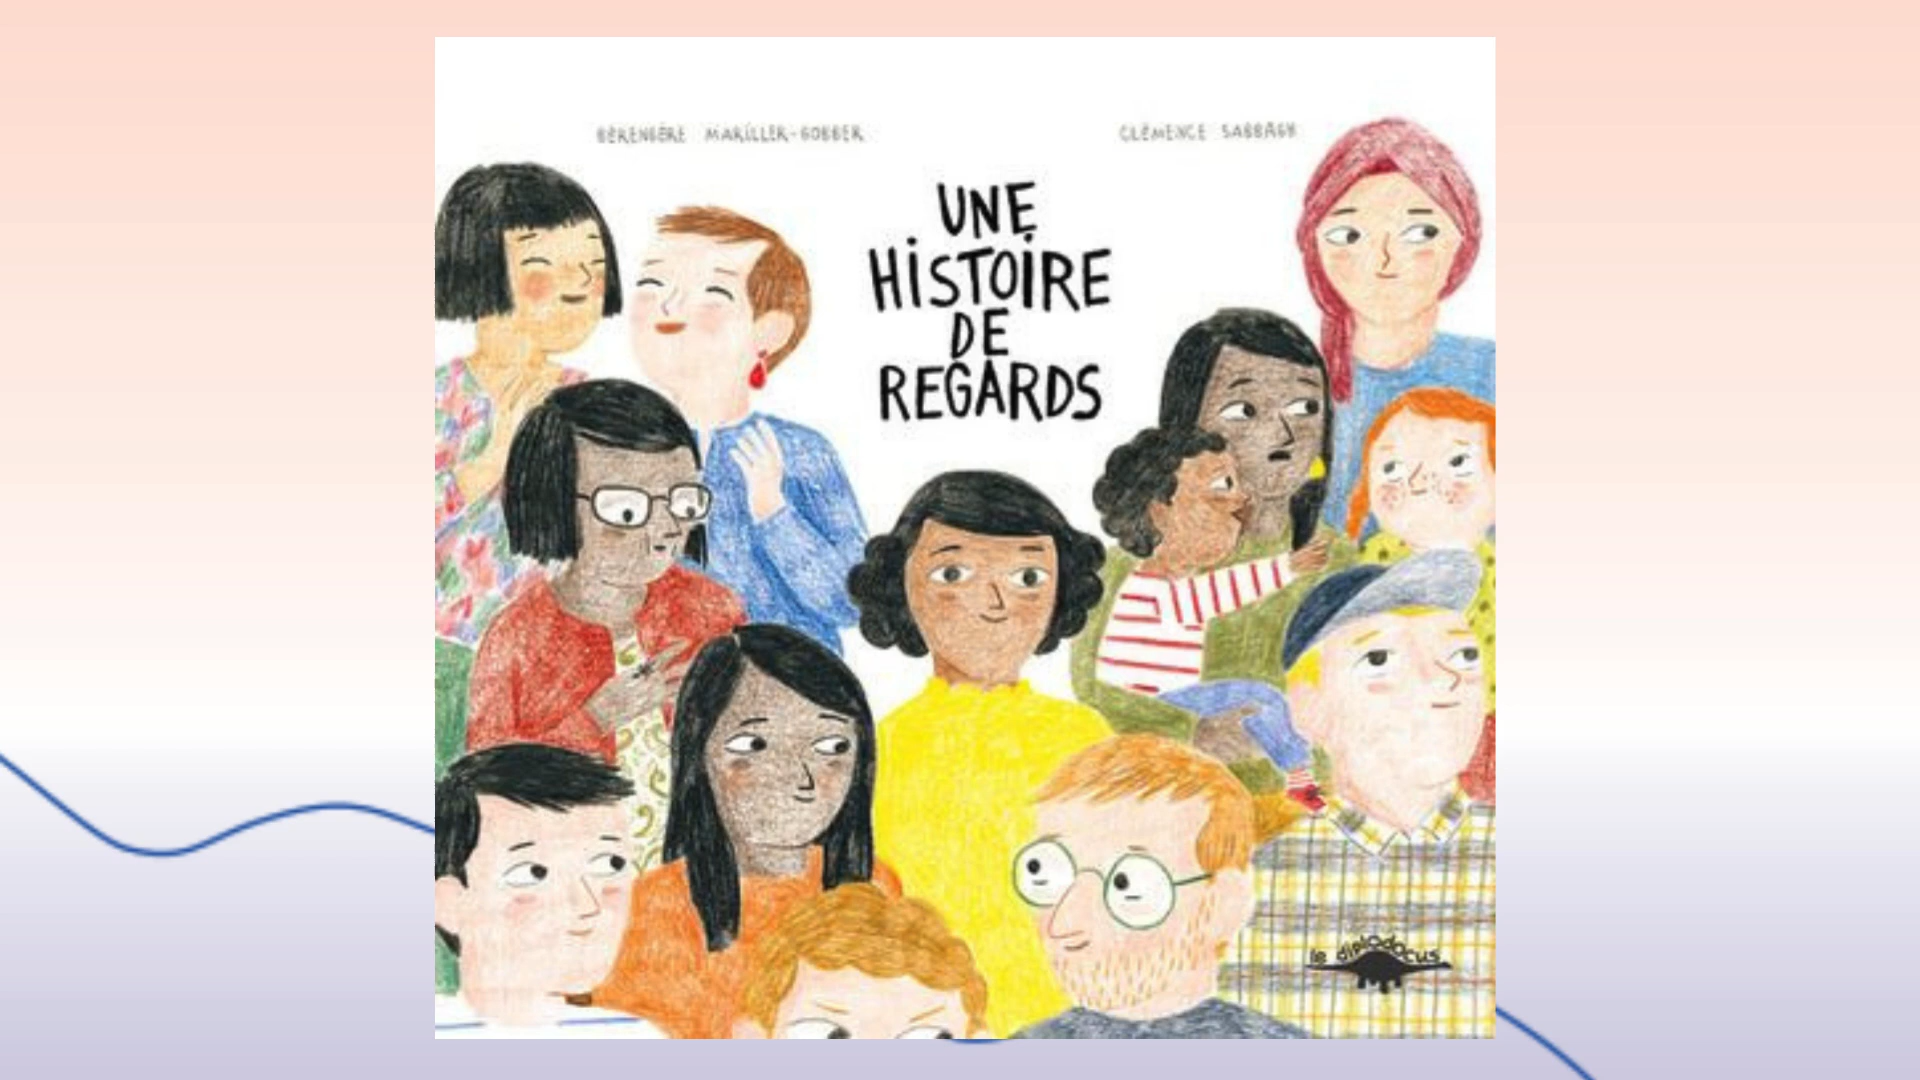 BÉRENGÈRE MARILLER-GOBBER
CLÉMENCE SABBAGH
UNE
HiSTOiRE
DE
REGARDS
le diplodocus